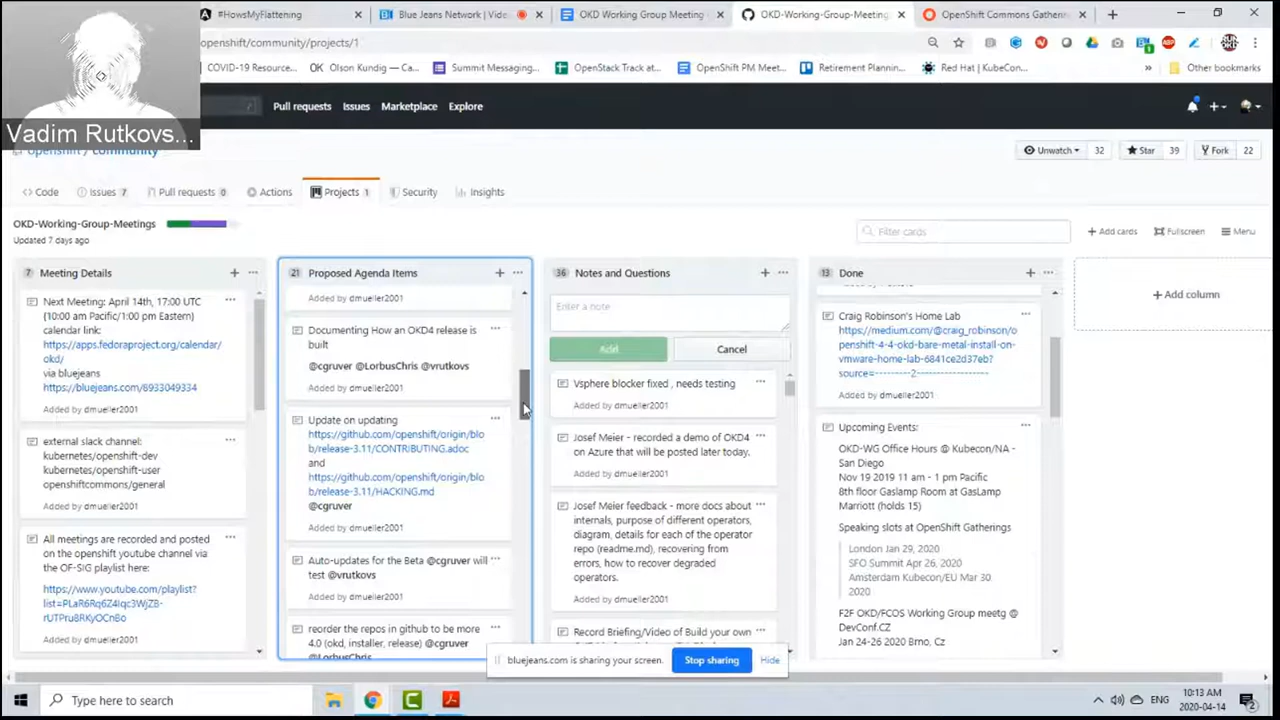 #HowsMyFlattening
Blue Jeans Network | Vide
OKD Working Group Meeting
OKD-Working-Group-Meeting
OpenShift Commons Gatherin
openshift/community/projects/1
COVID-19 Resource...
Olson Kundig — Ca...
Summit Messaging,...
OpenStack Track at...
OpenShift PM Meet...
Retirement Plannin...
Red Hat | KubeCon...
»
Other bookmarks
Vadim Rutkovs...
/
Pull requests
Issues
Marketplace
Explore
openshift / community
Unwatch
32
Star
39
Fork
22
Code
Issues 7
Pull requests 0
Actions
Projects 1
Security
Insights
OKD-Working-Group-Meetings
Updated 7 days ago
Filter cards
+ Add cards
Fullscreen
Menu
7 Meeting Details
Next Meeting: April 14th, 17:00 UTC
(10:00 am Pacific/1:00 pm Eastern)
calendar link:
https://apps.fedoraproject.org/calendar/
okd/
via bluejeans
https://bluejeans.com/8933049334
Added by dmueller2001
external slack channel:
kubernetes/openshift-dev
kubernetes/openshift-user
openshiftcommons/general
Added by dmueller2001
All meetings are recorded and posted
on the openshift youtube channel via
the OF-SIG playlist here:
https://www.youtube.com/playlist?
list=PLaR6Rq6Z4Iqc3WjZB-
rUTPru8RKyOCnBo
Added by dmueller2001
21 Proposed Agenda Items
Added by dmueller2001
Documenting How an OKD4 release is
built
@cgruver @LorbusChris @vrutkovs
Added by dmueller2001
Update on updating
https://github.com/openshift/origin/blo
b/release-3.11/CONTRIBUTING.adoc
and
https://github.com/openshift/origin/blo
b/release-3.11/HACKING.md
@cgruver
Added by dmueller2001
Auto-updates for the Beta @cgruver will
test @vrutkovs
Added by dmueller2001
reorder the repos in github to be more
4.0 (okd, installer, release) @cgruver
@LorbusChris
36 Notes and Questions
Enter a note
Add
Cancel
Vsphere blocker fixed , needs testing
Added by dmueller2001
Josef Meier - recorded a demo of OKD4
on Azure that will be posted later today.
Added by dmueller2001
Josef Meier feedback - more docs about
internals, purpose of different operators,
diagram, details for each of the operator
repo (readme.md), recovering from
errors, how to recover degraded
operators.
Added by dmueller2001
Record Briefing/Video of Build your own
13 Done
Craig Robinson's Home Lab
https://medium.com/@craig_robinson/o
penshift-4-4-okd-bare-metal-install-on-
vmware-home-lab-6841ce2d37eb?
source=---------2------------------
Added by dmueller2001
Upcoming Events:
OKD-WG Office Hours @ Kubecon/NA -
San Diego
Nov 19 2019 11 am - 1 pm Pacific
8th floor Gaslamp Room at GasLamp
Marriott (holds 15)
Speaking slots at OpenShift Gatherings
London Jan 29, 2020
SFO Summit Apr 26, 2020
Amsterdam Kubecon/EU Mar 30
2020
F2F OKD/FCOS Working Group meetg @
DevConf.CZ
Jan 24-26 2020 Brno, Cz
+ Add column
bluejeans.com is sharing your screen.
Stop sharing
Hide
Type here to search
ENG
10:13 AM
2020-04-14
2